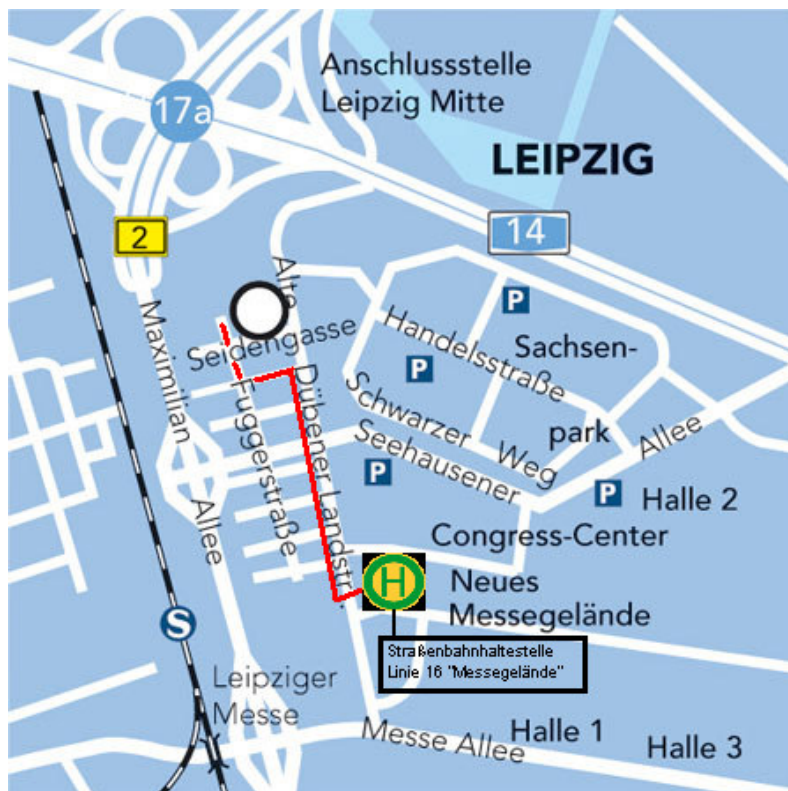 Anschlussstelle
Leipzig Mitte
17a
LEIPZIG
14
2
Alte
Maximilian
Seidengasse
Handelsstraße
P
Sachsen-
P
Fuggerstraße
Dübener Landstr.
Schwarzer Weg
park
Allee
Seehausener
P
P
Halle 2
Allee
Congress-Center
H
Neues
Messegelände
S
Straßenbahnhaltestelle
Linie 16 "Messegelände"
Leipziger
Messe
Messe Allee
Halle 1
Halle 3